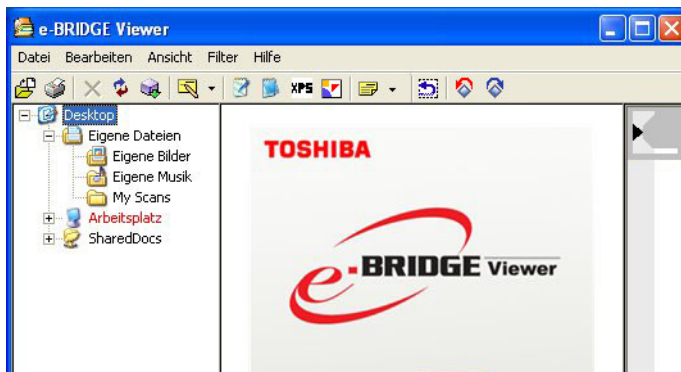 e-BRIDGE Viewer
Datei Bearbeiten Ansicht Filter Hilfe
XPS
Desktop
Eigene Dateien
Eigene Bilder
Eigene Musik
My Scans
Arbeitsplatz
SharedDocs
TOSHIBA
e-BRIDGE Viewer